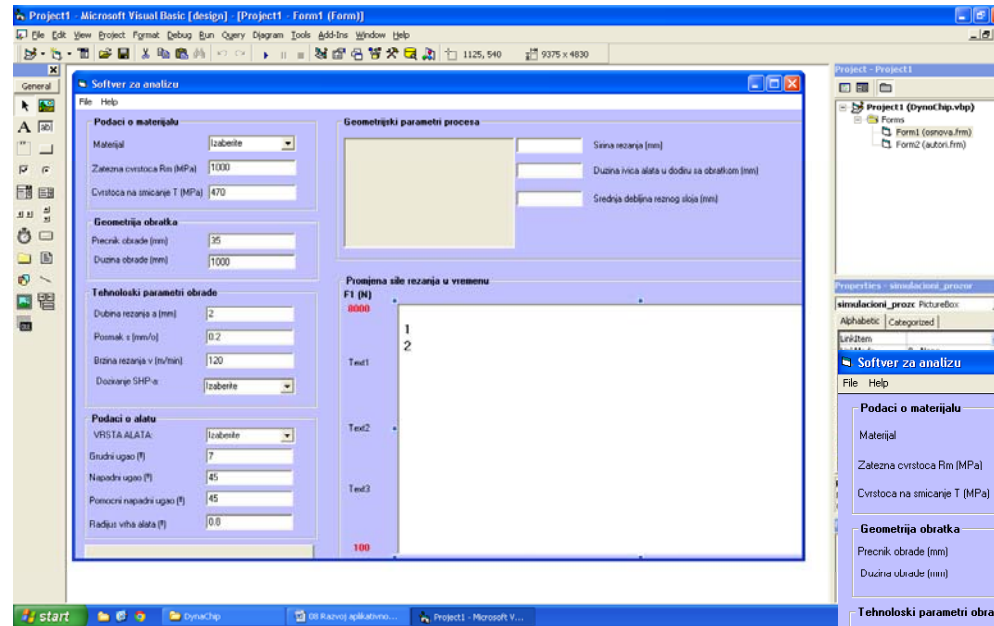 Project1 - Microsoft Visual Basic [design] - [Project1 - Form1 (Form)]
File Edit View Project Format Debug Run Query Diagram Tools Add-Ins Window Help
1125, 540 9375 x 4830
General
Softver za analizu
File Help
Podaci o materijalu
Materijal Izaberite
Zatezna cvrstoca Rm (MPa) 1000
Cvrstoca na smicanje T (MPa) 470
Geometrija obratka
Precnik obrade (mm) 35
Duzina obrade (mm) 1000
Tehnoloski parametri obrade
Dubina rezanja a (mm) 2
Posmak s (mm/o) 0.2
Brzina rezanja v (m/min) 120
Doziranje SHP-a: Izaberite
Podaci o alatu
VRSTA ALATA: Izaberite
Grudni ugao (º) 7
Napadni ugao (º) 45
Pomocni napadni ugao (º) 45
Radijus vrha alata (º) 0.8
Geometrijski parametri procesa
Sirina rezanja (mm)
Duzina ivica alata u dodiru sa obratkom (mm)
Srednja debljina reznog sloja (mm)
Promjena sile rezanja u vremenu
F1 (N)
8000
1
2
Text1
Text2
Text3
100
Project - Project1
Project1 (DynoChip.vbp)
Forms
Form1 (osnova.frm)
Form2 (autori.frm)
Properties - simulacioni_prozor
simulacioni_prozc PictureBox
Alphabetic Categorized
LinkItem
Softver za analizu
File Help
Podaci o materijalu
Materijal
Zatezna cvrstoca Rm (MPa)
Cvrstoca na smicanje T (MPa)
Geometrija obratka
Precnik obrade (mm)
Duzina obrade (mm)
Tehnoloski parametri obra
start
DynaChip
08 Razvoj aplikativno...
Project1 - Microsoft V...